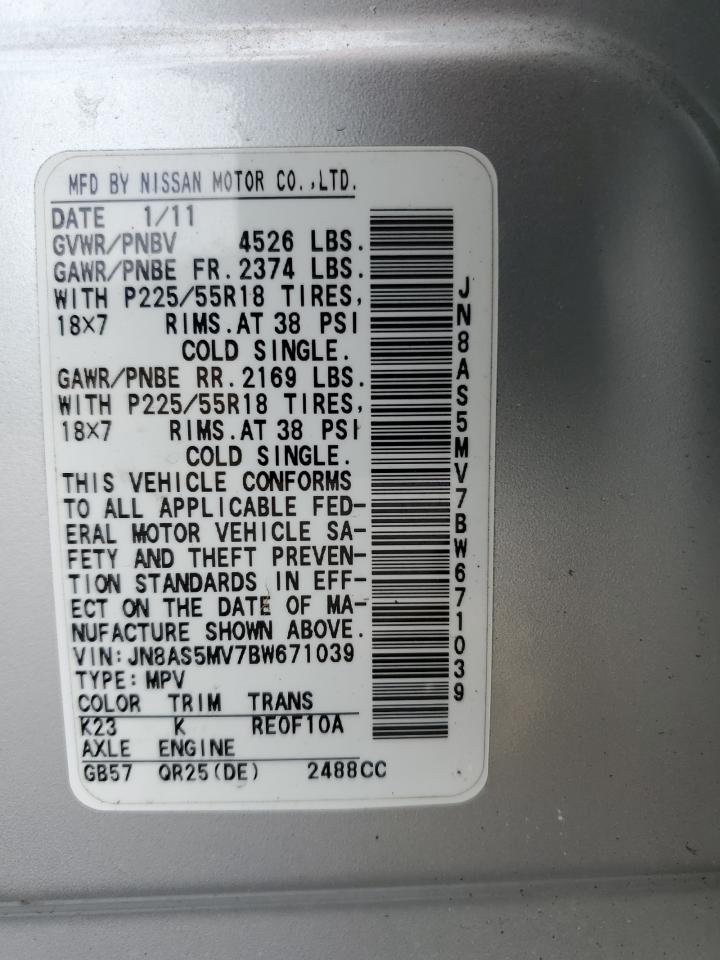 MFD BY NISSAN MOTOR CO.,LTD.
DATE 1/11
GVWR/PNBV 4526 LBS.
GAWR/PNBE FR. 2374 LBS.
WITH P225/55R18 TIRES,
18×7 RIMS.AT 38 PSI
COLD SINGLE.
GAWR/PNBE RR. 2169 LBS.
WITH P225/55R18 TIRES,
18×7 RIMS.AT 38 PSI
COLD SINGLE.
THIS VEHICLE CONFORMS
TO ALL APPLICABLE FED-
ERAL MOTOR VEHICLE SA-
FETY AND THEFT PREVEN-
TION STANDARDS IN EFF-
ECT ON THE DATE OF MA-
NUFACTURE SHOWN ABOVE.
VIN:JN8AS5MV7BW671039
TYPE:MPV
COLOR TRIM TRANS
K23 K RE0F10A
AXLE ENGINE
GB57 QR25(DE) 2488CC
JN8AS5MV7BW671039